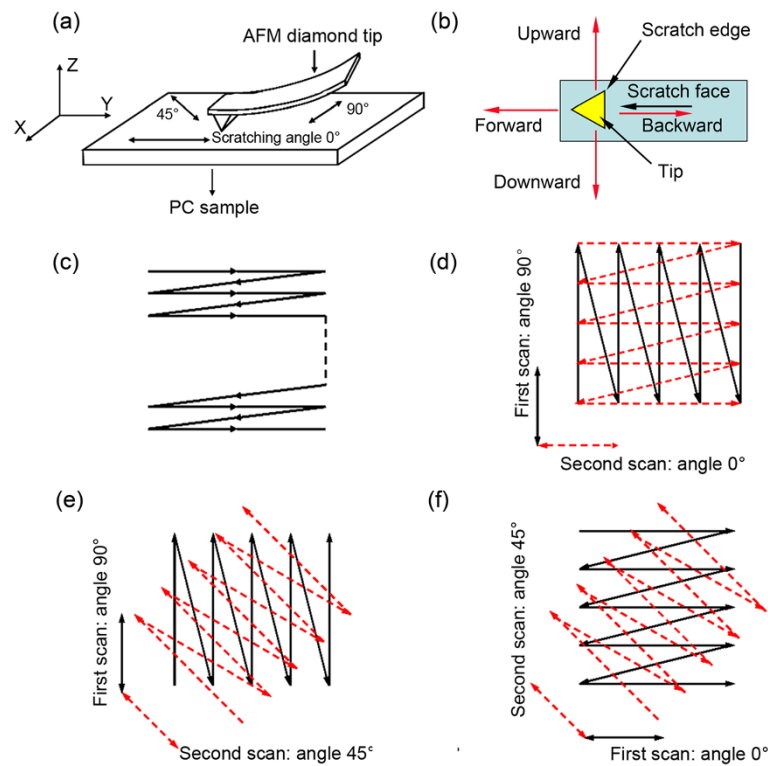 (a)
AFM diamond tip
Z
Y
X
45°
90°
Scratching angle 0°
PC sample
(b)
Upward
Scratch edge
Scratch face
Forward
Backward
Downward
Tip
(c)
(d)
First scan: angle 90°
Second scan: angle 0°
(e)
First scan: angle 90°
Second scan: angle 45°
(f)
Second scan: angle 45°
First scan: angle 0°